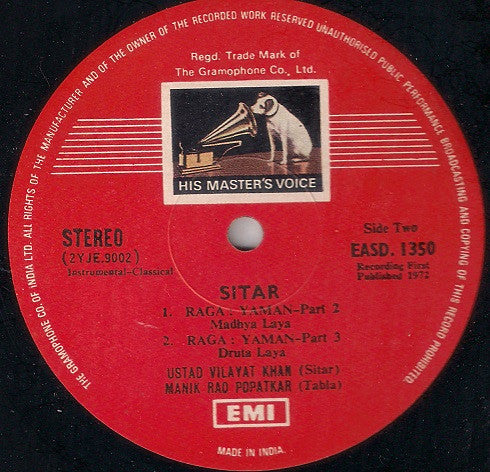 THE GRAMOPHONE CO. OF INDIA LTD. ALL RIGHTS OF THE MANUFACTURER AND OF THE OWNER OF THE RECORDED WORK RESERVED UNAUTHORISED PUBLIC PERFORMANCE BROADCASTING AND COPYING OF THIS RECORD PROHIBITED.
Regd. Trade Mark of
The Gramophone Co., Ltd.
HIS MASTER'S VOICE
STEREO
(2YJE.9002)
Instrumental-Classical
Side Two
EASD. 1350
Recording First
Published 1972
SITAR
1. RAGA : YAMAN-Part 2
Madhya Laya
2. RAGA : YAMAN-Part 3
Druta Laya
USTAD VILAYAT KHAN (Sitar)
MANIK RAO POPATKAR (Tabla)
EMI
MADE IN INDIA.